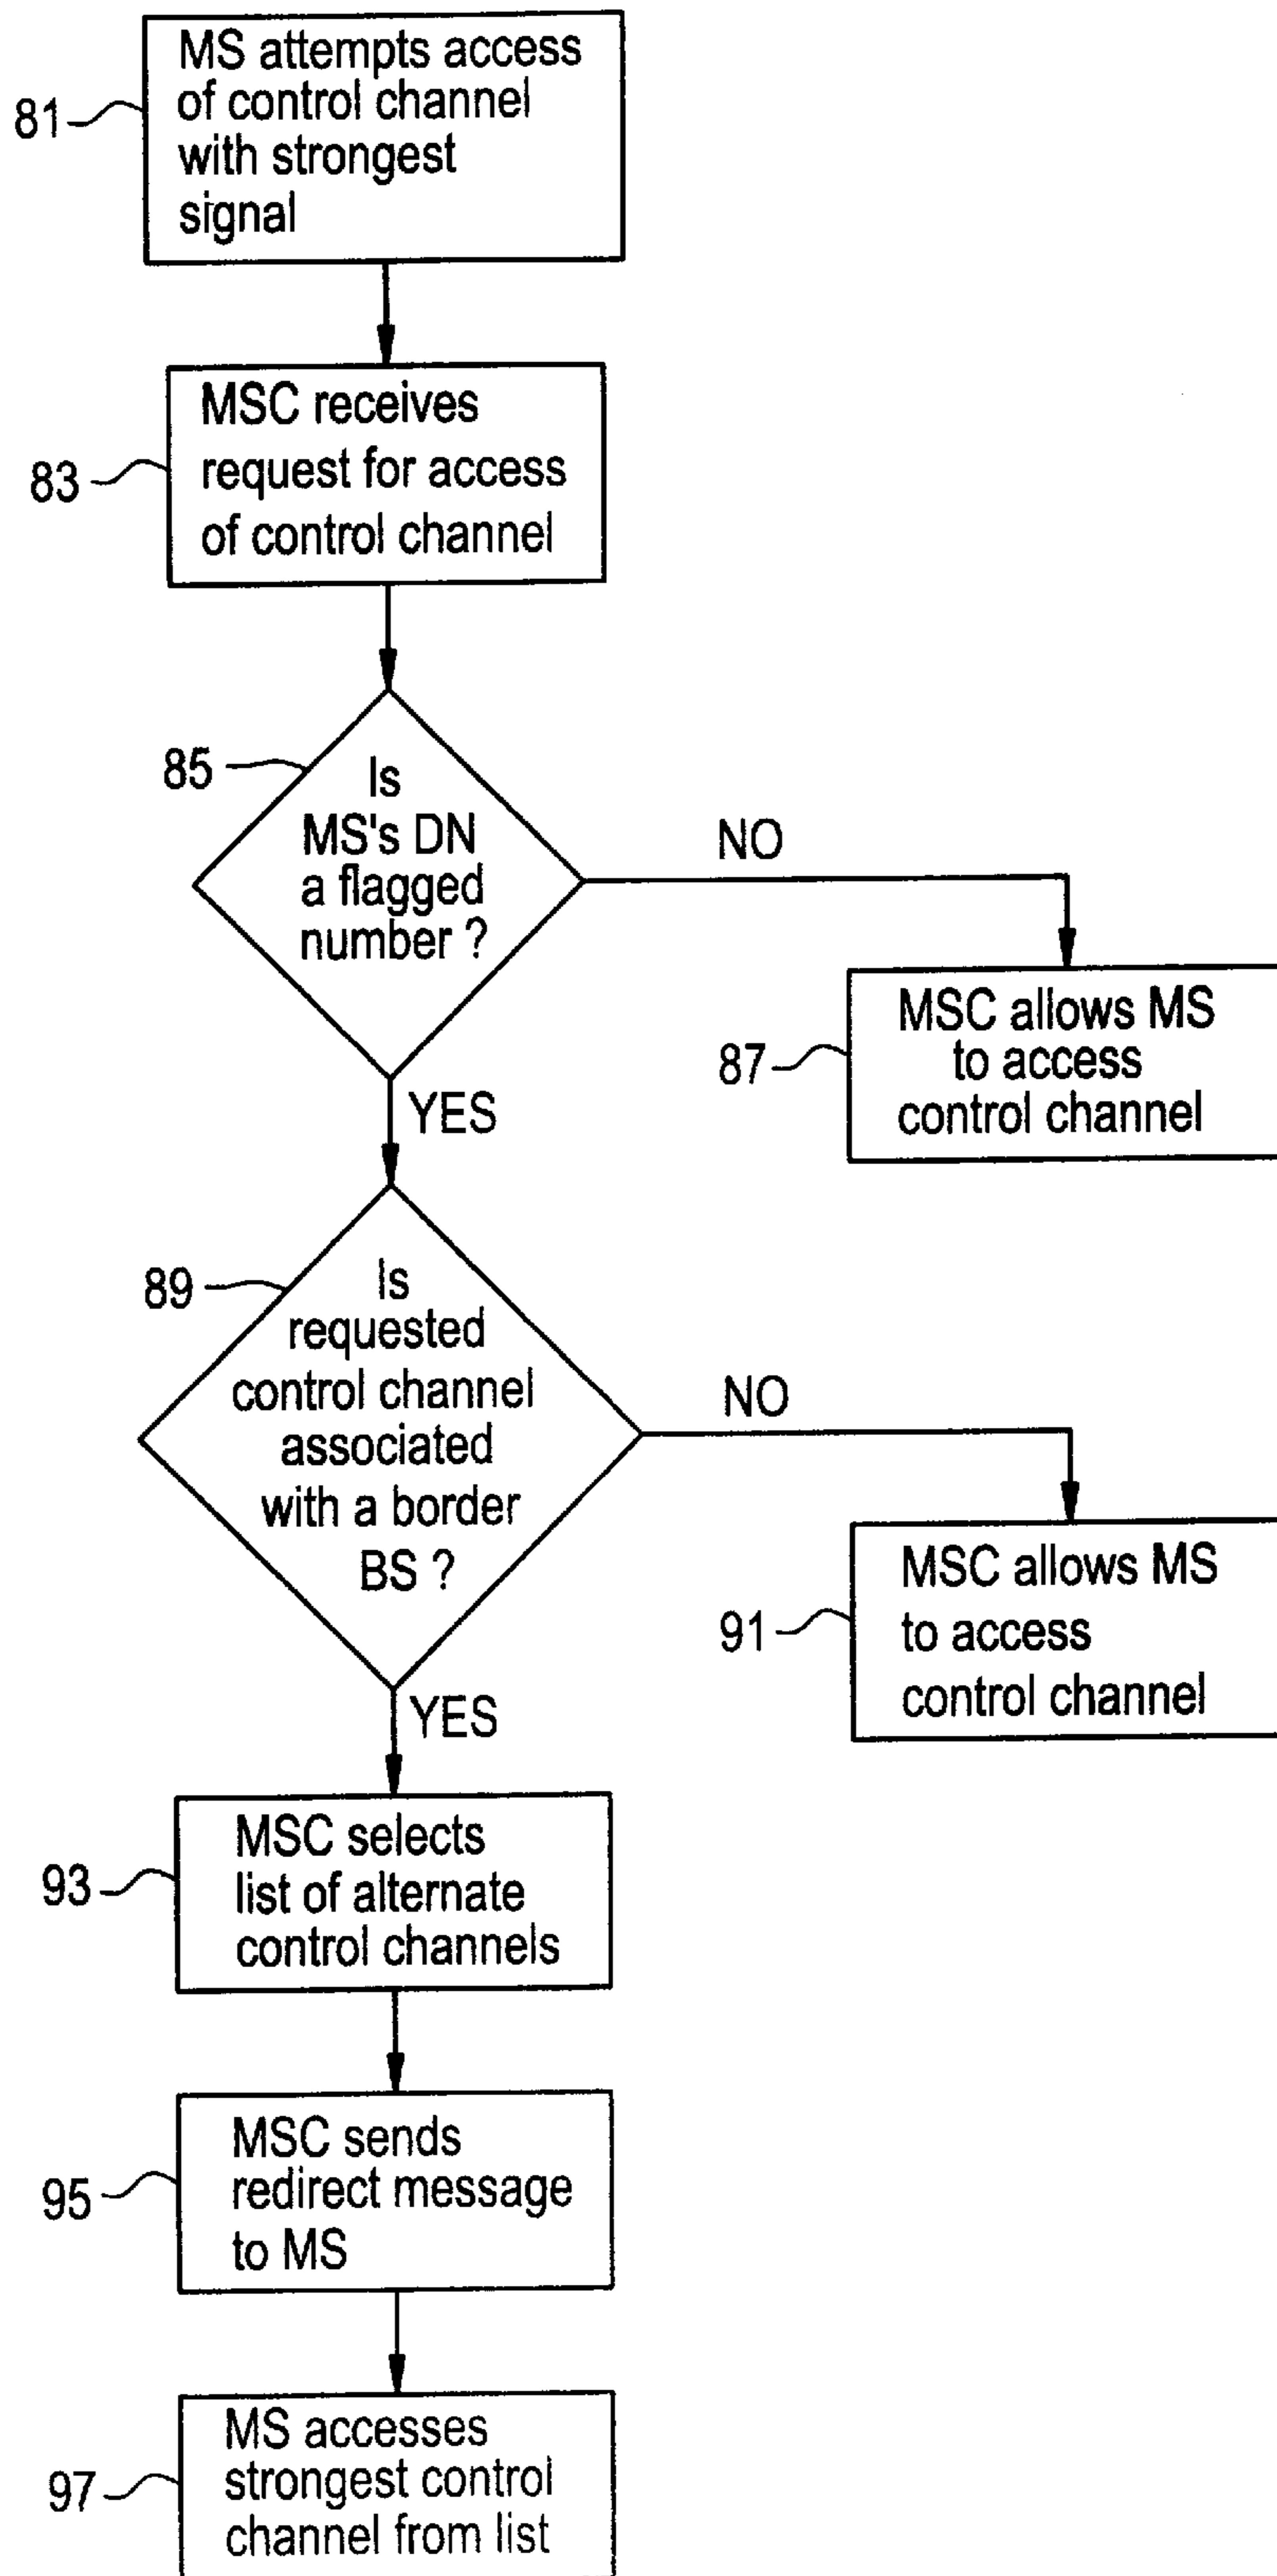 81
MS attempts access
of control channel
with strongest
signal
83
MSC receives
request for access
of control channel
85
Is
MS's DN
a flagged
number ?
NO
YES
87
MSC allows MS
to access
control channel
89
Is
requested
control channel
associated
with a border
BS ?
NO
YES
91
MSC allows MS
to access
control channel
93
MSC selects
list of alternate
control channels
95
MSC sends
redirect message
to MS
97
MS accesses
strongest control
channel from list